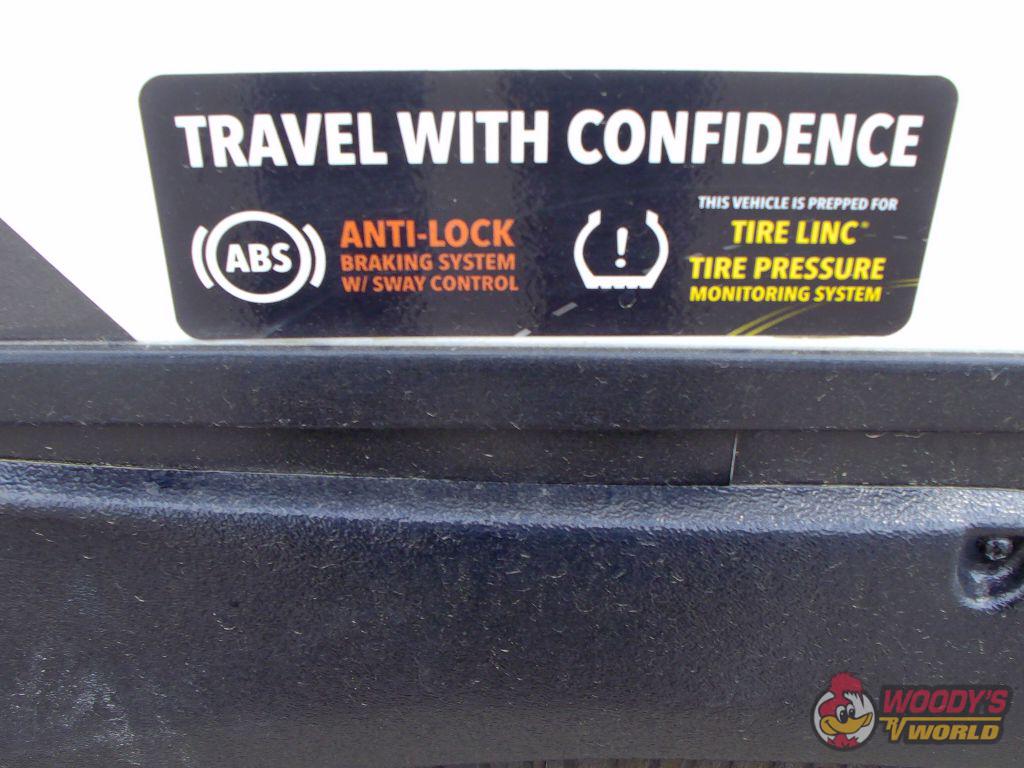 TRAVEL WITH CONFIDENCE
ABS
ANTI-LOCK
BRAKING SYSTEM
W/ SWAY CONTROL
!
THIS VEHICLE IS PREPPED FOR
TIRE LINC®
TIRE PRESSURE
MONITORING SYSTEM
WOODY'S
RV WORLD